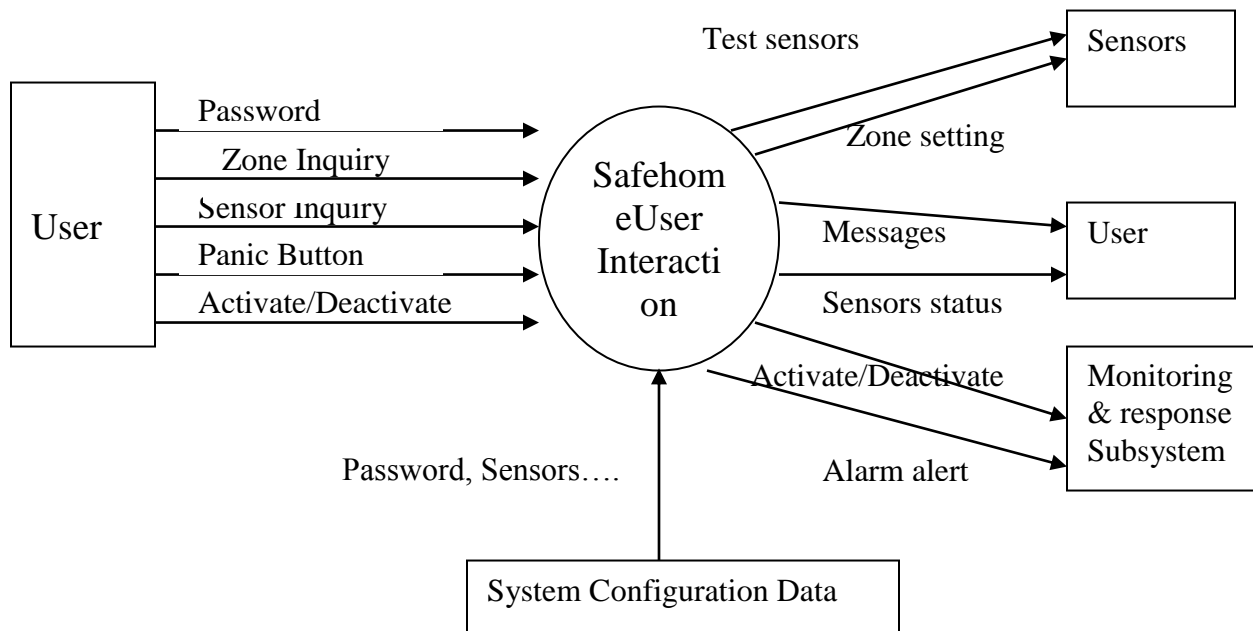 Test sensors
Sensors
Password
Zone setting
Zone Inquiry
Safehom
eUser
Interacti
on
Sensor Inquiry
User
Messages
User
Panic Button
Sensors status
Activate/Deactivate
Activate/Deactivate
Monitoring
& response
Subsystem
Password, Sensors….
Alarm alert
System Configuration Data